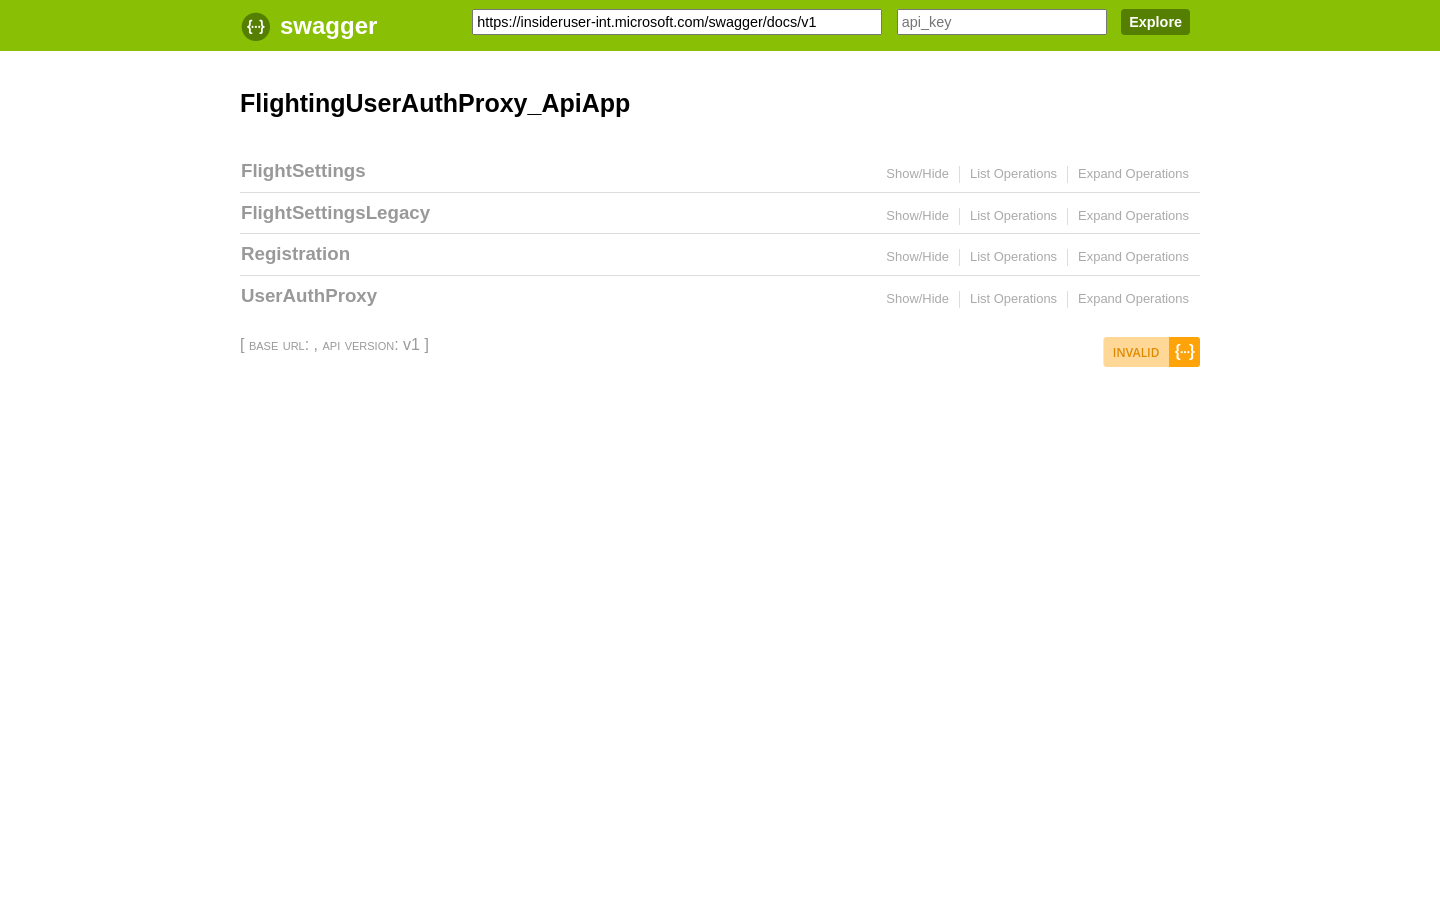 {···} swagger https://insideruser-int.microsoft.com/swagger/docs/v1 api_key Explore
FlightingUserAuthProxy_ApiApp
FlightSettings Show/Hide List Operations Expand Operations
FlightSettingsLegacy Show/Hide List Operations Expand Operations
Registration Show/Hide List Operations Expand Operations
UserAuthProxy Show/Hide List Operations Expand Operations
[ BASE URL: , API VERSION: v1 ] INVALID {···}